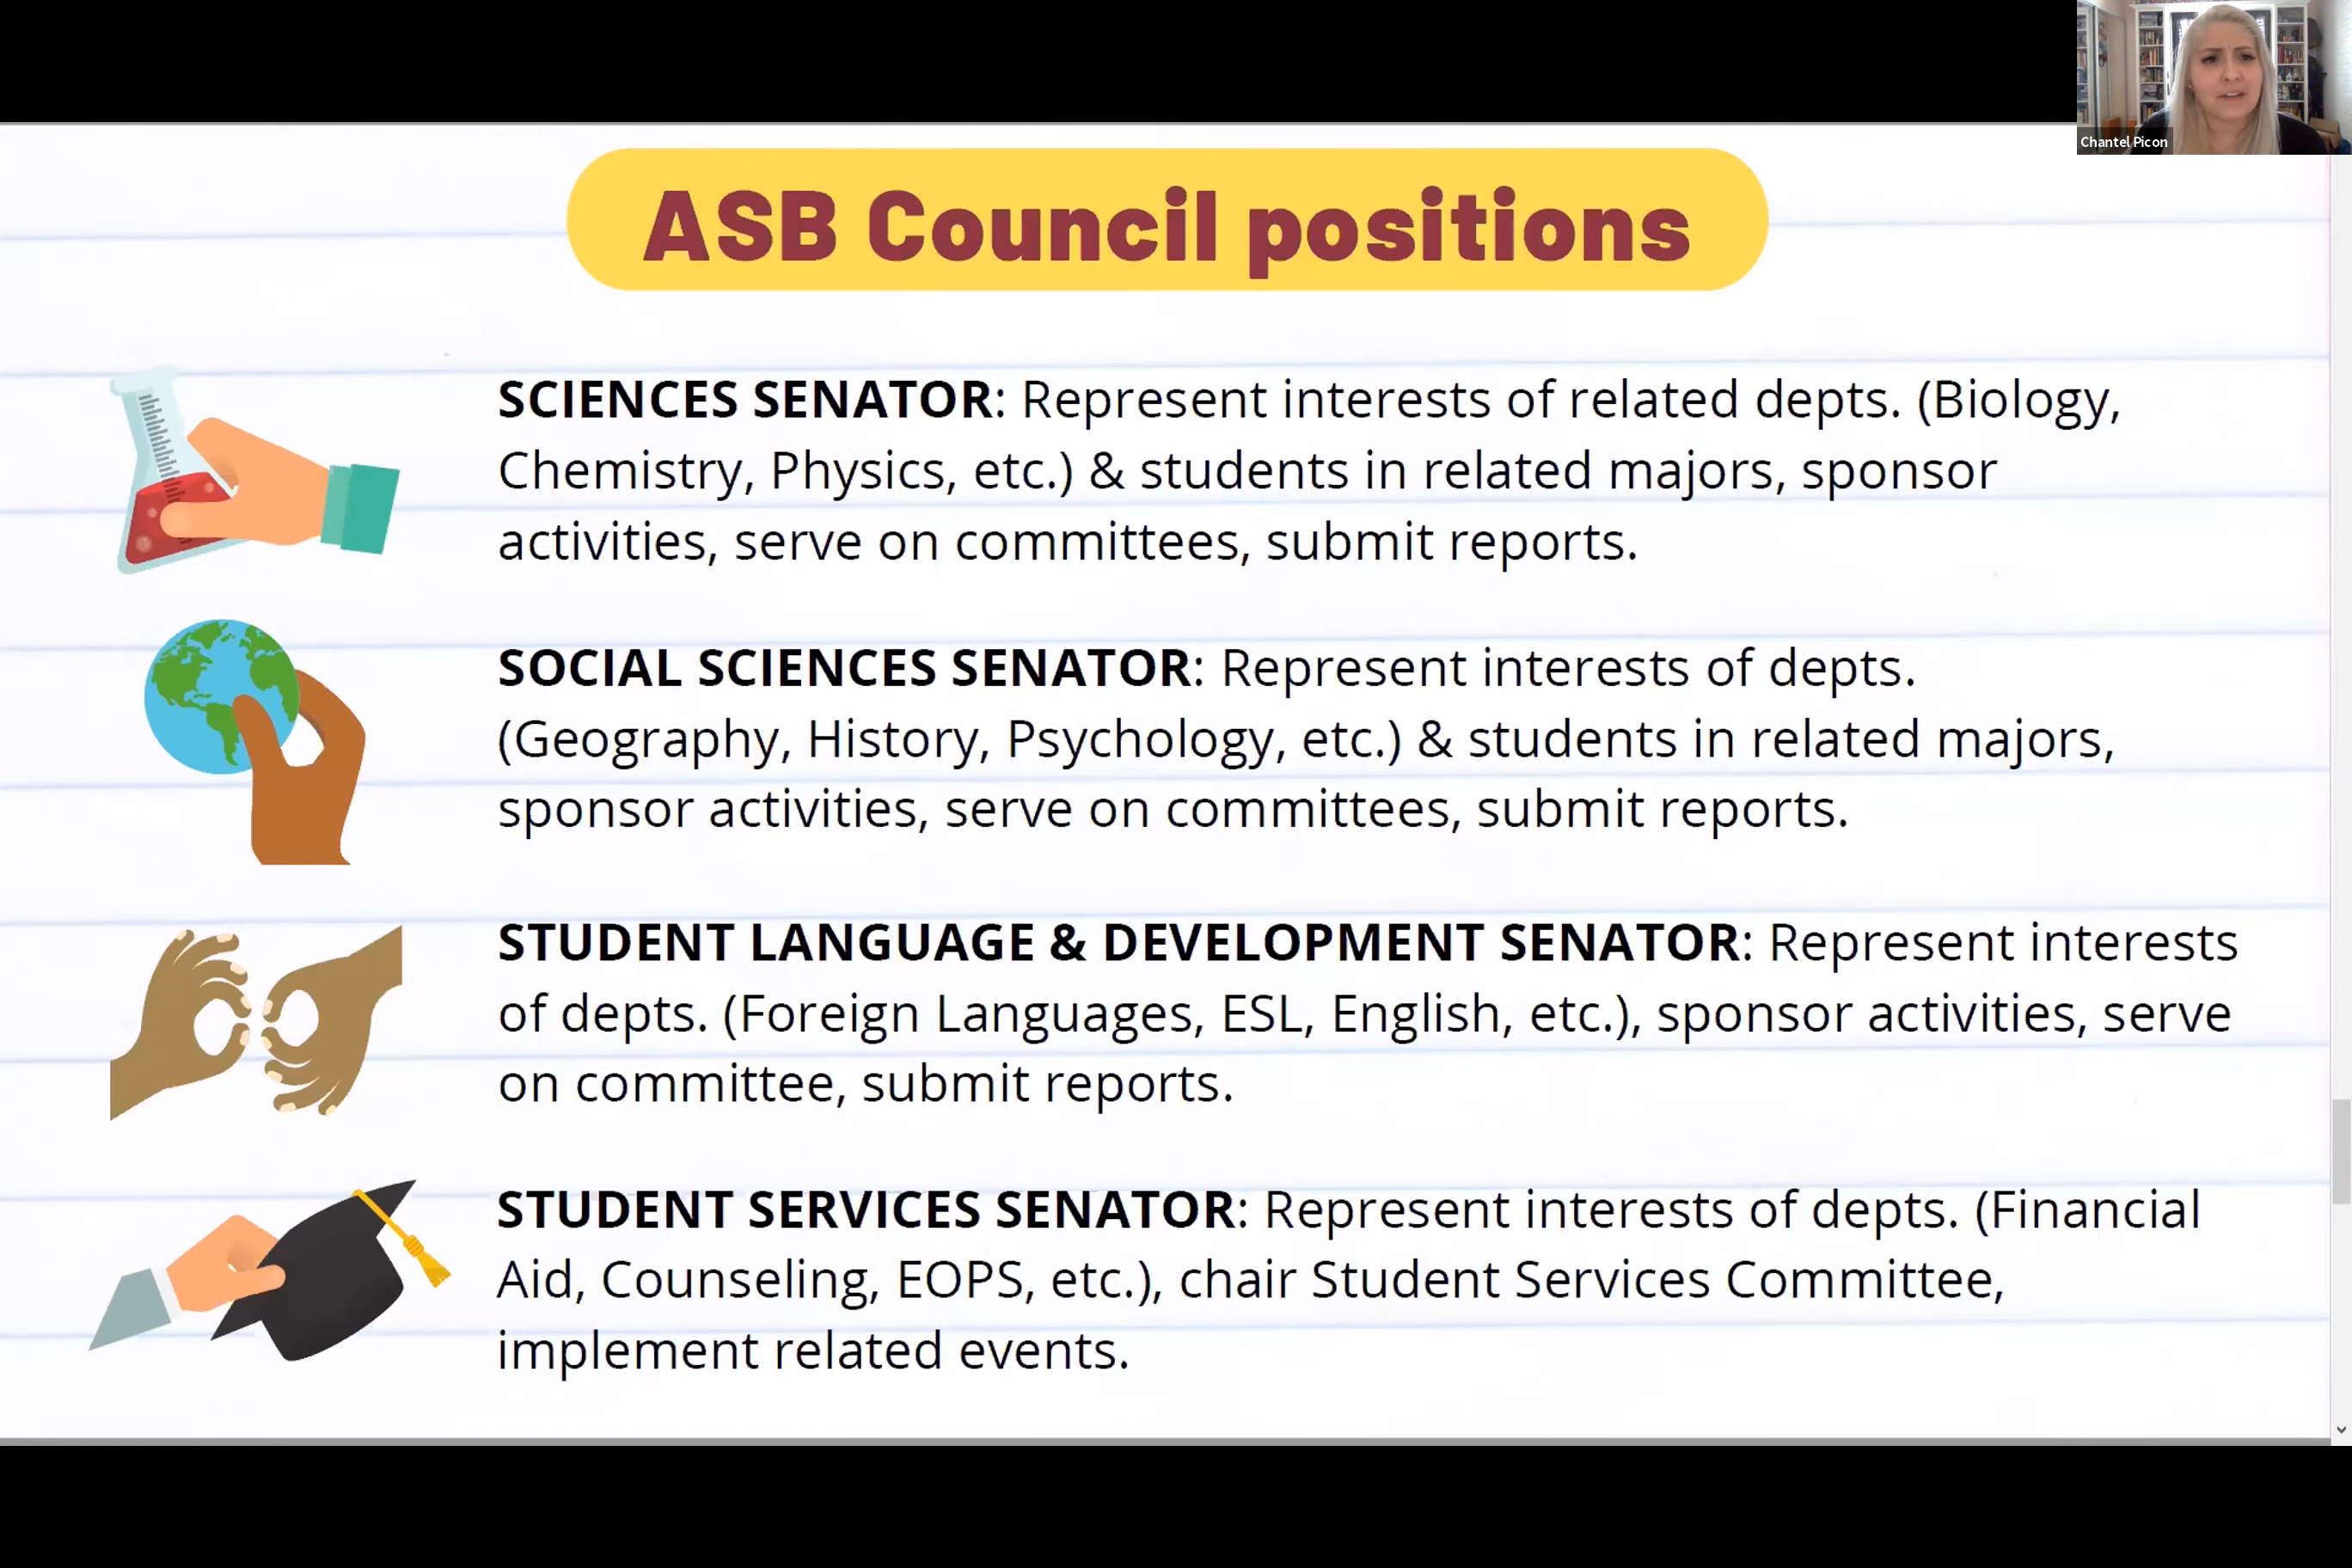 Chantel Picon
ASB Council positions
SCIENCES SENATOR: Represent interests of related depts. (Biology,
Chemistry, Physics, etc.) & students in related majors, sponsor
activities, serve on committees, submit reports.
SOCIAL SCIENCES SENATOR: Represent interests of depts.
(Geography, History, Psychology, etc.) & students in related majors,
sponsor activities, serve on committees, submit reports.
STUDENT LANGUAGE & DEVELOPMENT SENATOR: Represent interests
of depts. (Foreign Languages, ESL, English, etc.), sponsor activities, serve
on committee, submit reports.
STUDENT SERVICES SENATOR: Represent interests of depts. (Financial
Aid, Counseling, EOPS, etc.), chair Student Services Committee,
implement related events.